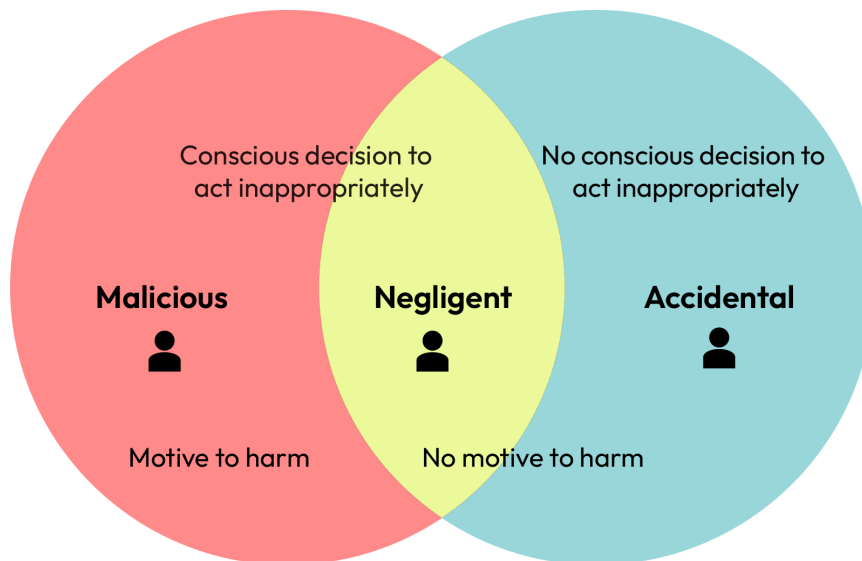 Conscious decision to
act inappropriately
No conscious decision to
act inappropriately
Malicious
Negligent
Accidental
Motive to harm
No motive to harm